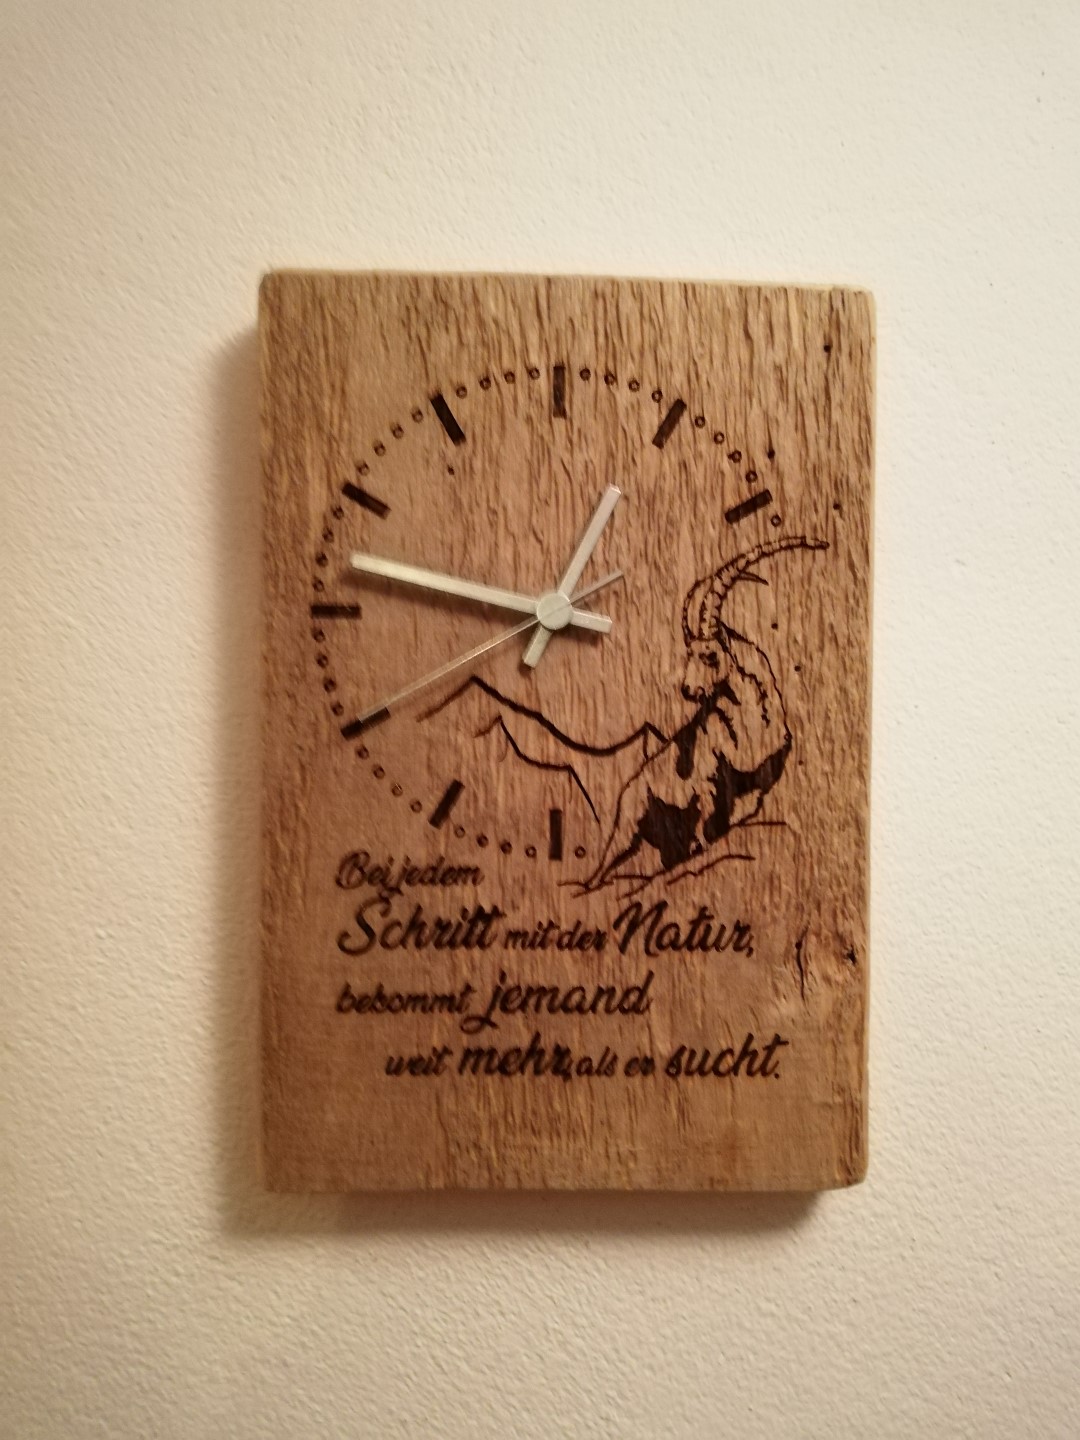 Bei jedem
Schritt mit der Natur,
bekommt jemand
weit mehr, als er sucht.